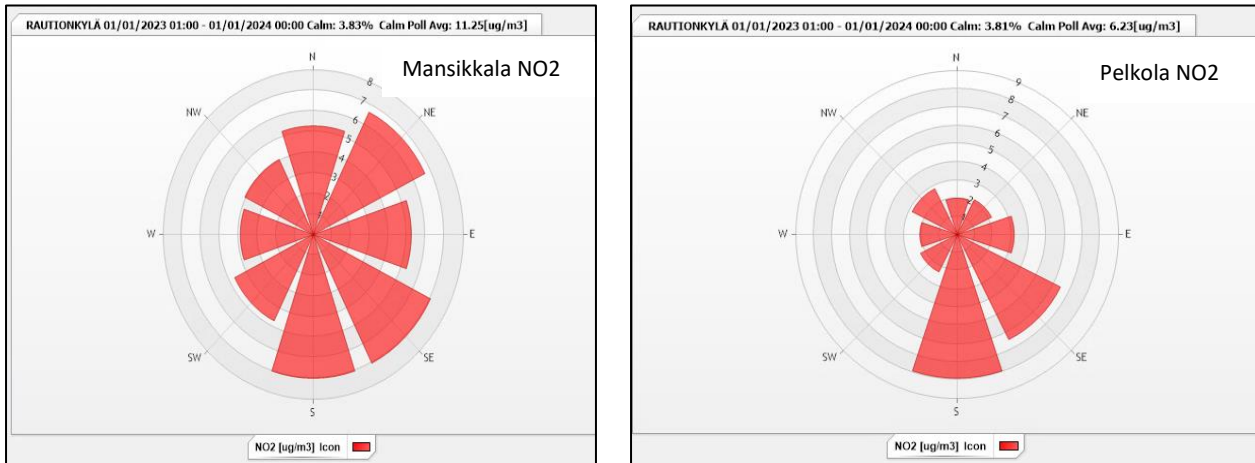 RAUTIONKYLÄ 01/01/2023 01:00 - 01/01/2024 00:00 Calm: 3.83% Calm Poll Avg: 11.25[ug/m3]
Mansikkala NO2
N
NE
E
SE
S
SW
W
NW
8
7
6
5
4
3
2
1
NO2 [ug/m3] Icon
RAUTIONKYLÄ 01/01/2023 01:00 - 01/01/2024 00:00 Calm: 3.81% Calm Poll Avg: 6.23[ug/m3]
Pelkola NO2
N
NE
E
SE
S
SW
W
NW
9
8
7
6
5
4
3
2
1
NO2 [ug/m3] Icon